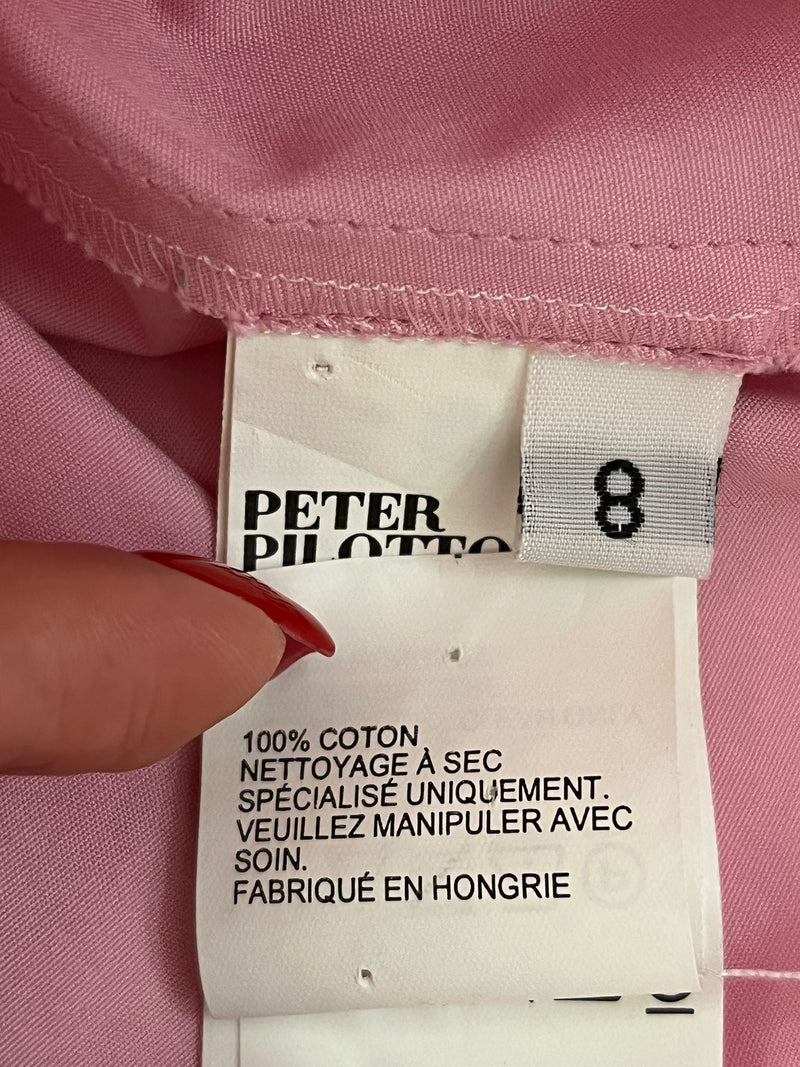 PETER
PILOTTO
8
100% COTON
NETTOYAGE À SEC
SPÉCIALISÉ UNIQUEMENT.
VEUILLEZ MANIPULER AVEC
SOIN.
FABRIQUÉ EN HONGRIE